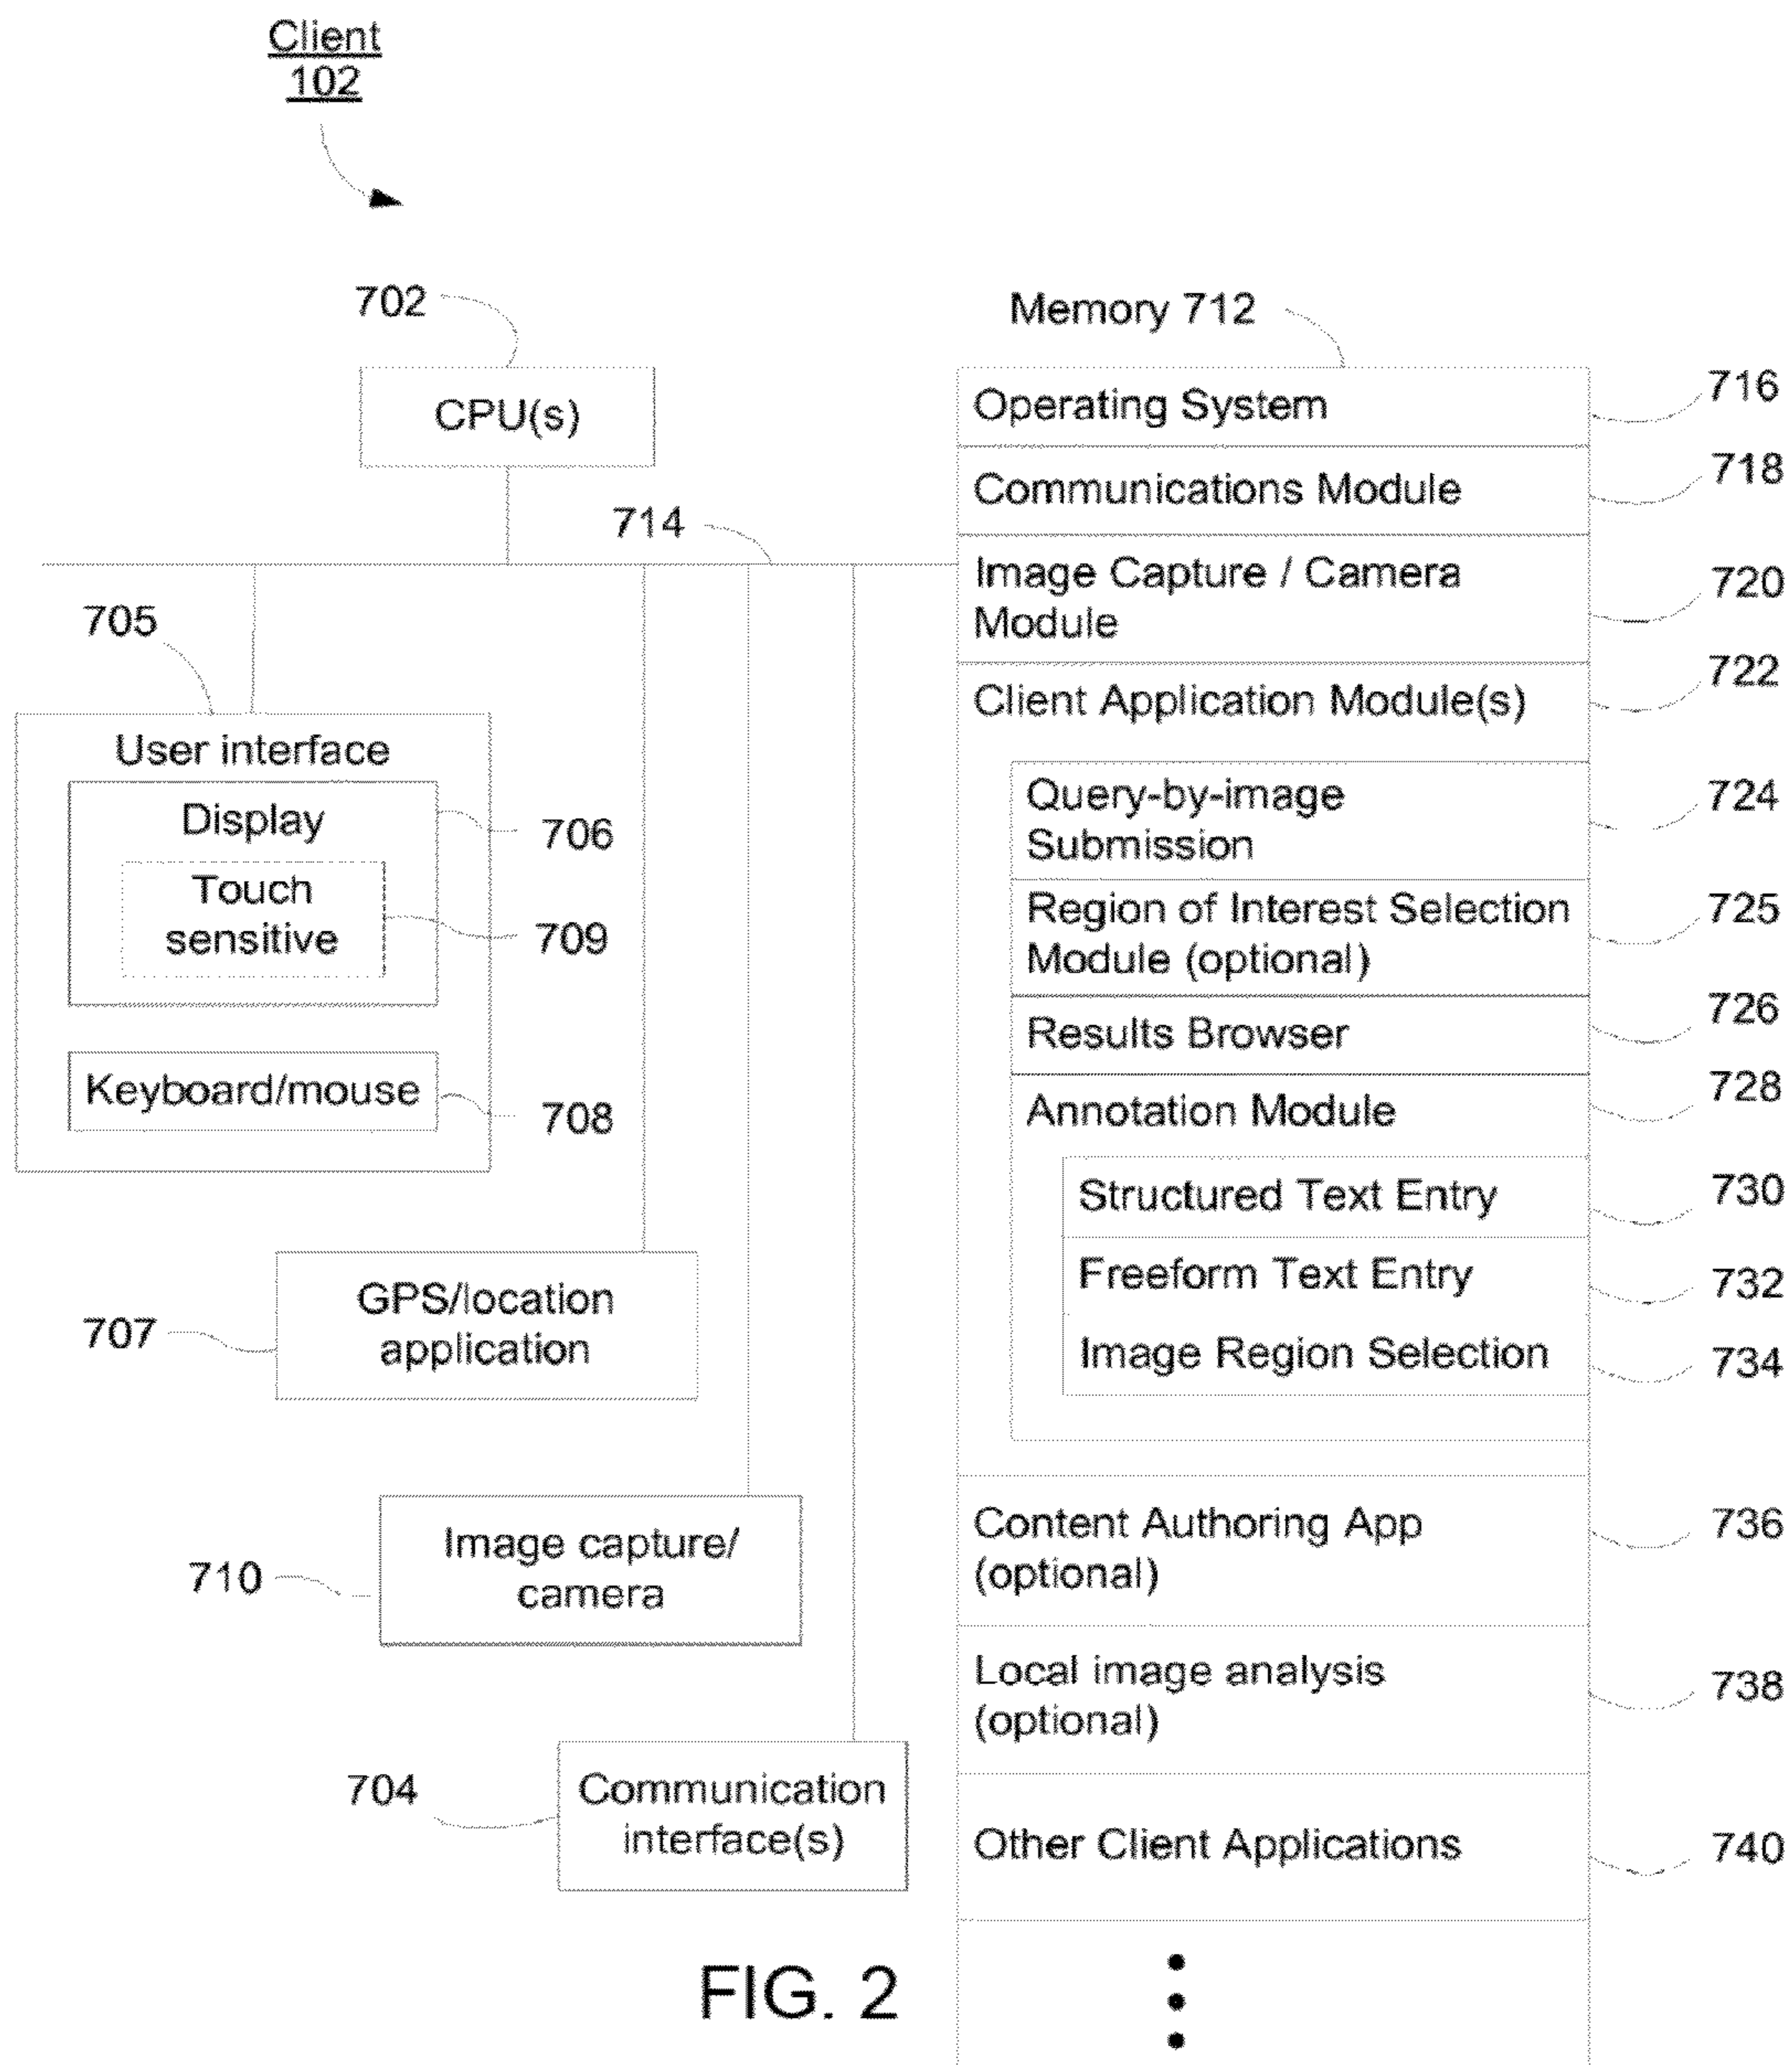 Client
102
702
CPU(s)
714
705
User interface
Display
706
Touch
sensitive
709
Keyboard/mouse
708
GPS/location
application
707
Image capture/
camera
710
Communication
interface(s)
704
Memory 712
Operating System
716
Communications Module
718
Image Capture / Camera
Module
720
Client Application Module(s)
722
Query-by-image
Submission
724
Region of Interest Selection
Module (optional)
725
Results Browser
726
Annotation Module
728
Structured Text Entry
730
Freeform Text Entry
732
Image Region Selection
734
Content Authoring App
(optional)
736
Local image analysis
(optional)
738
Other Client Applications
740
FIG. 2